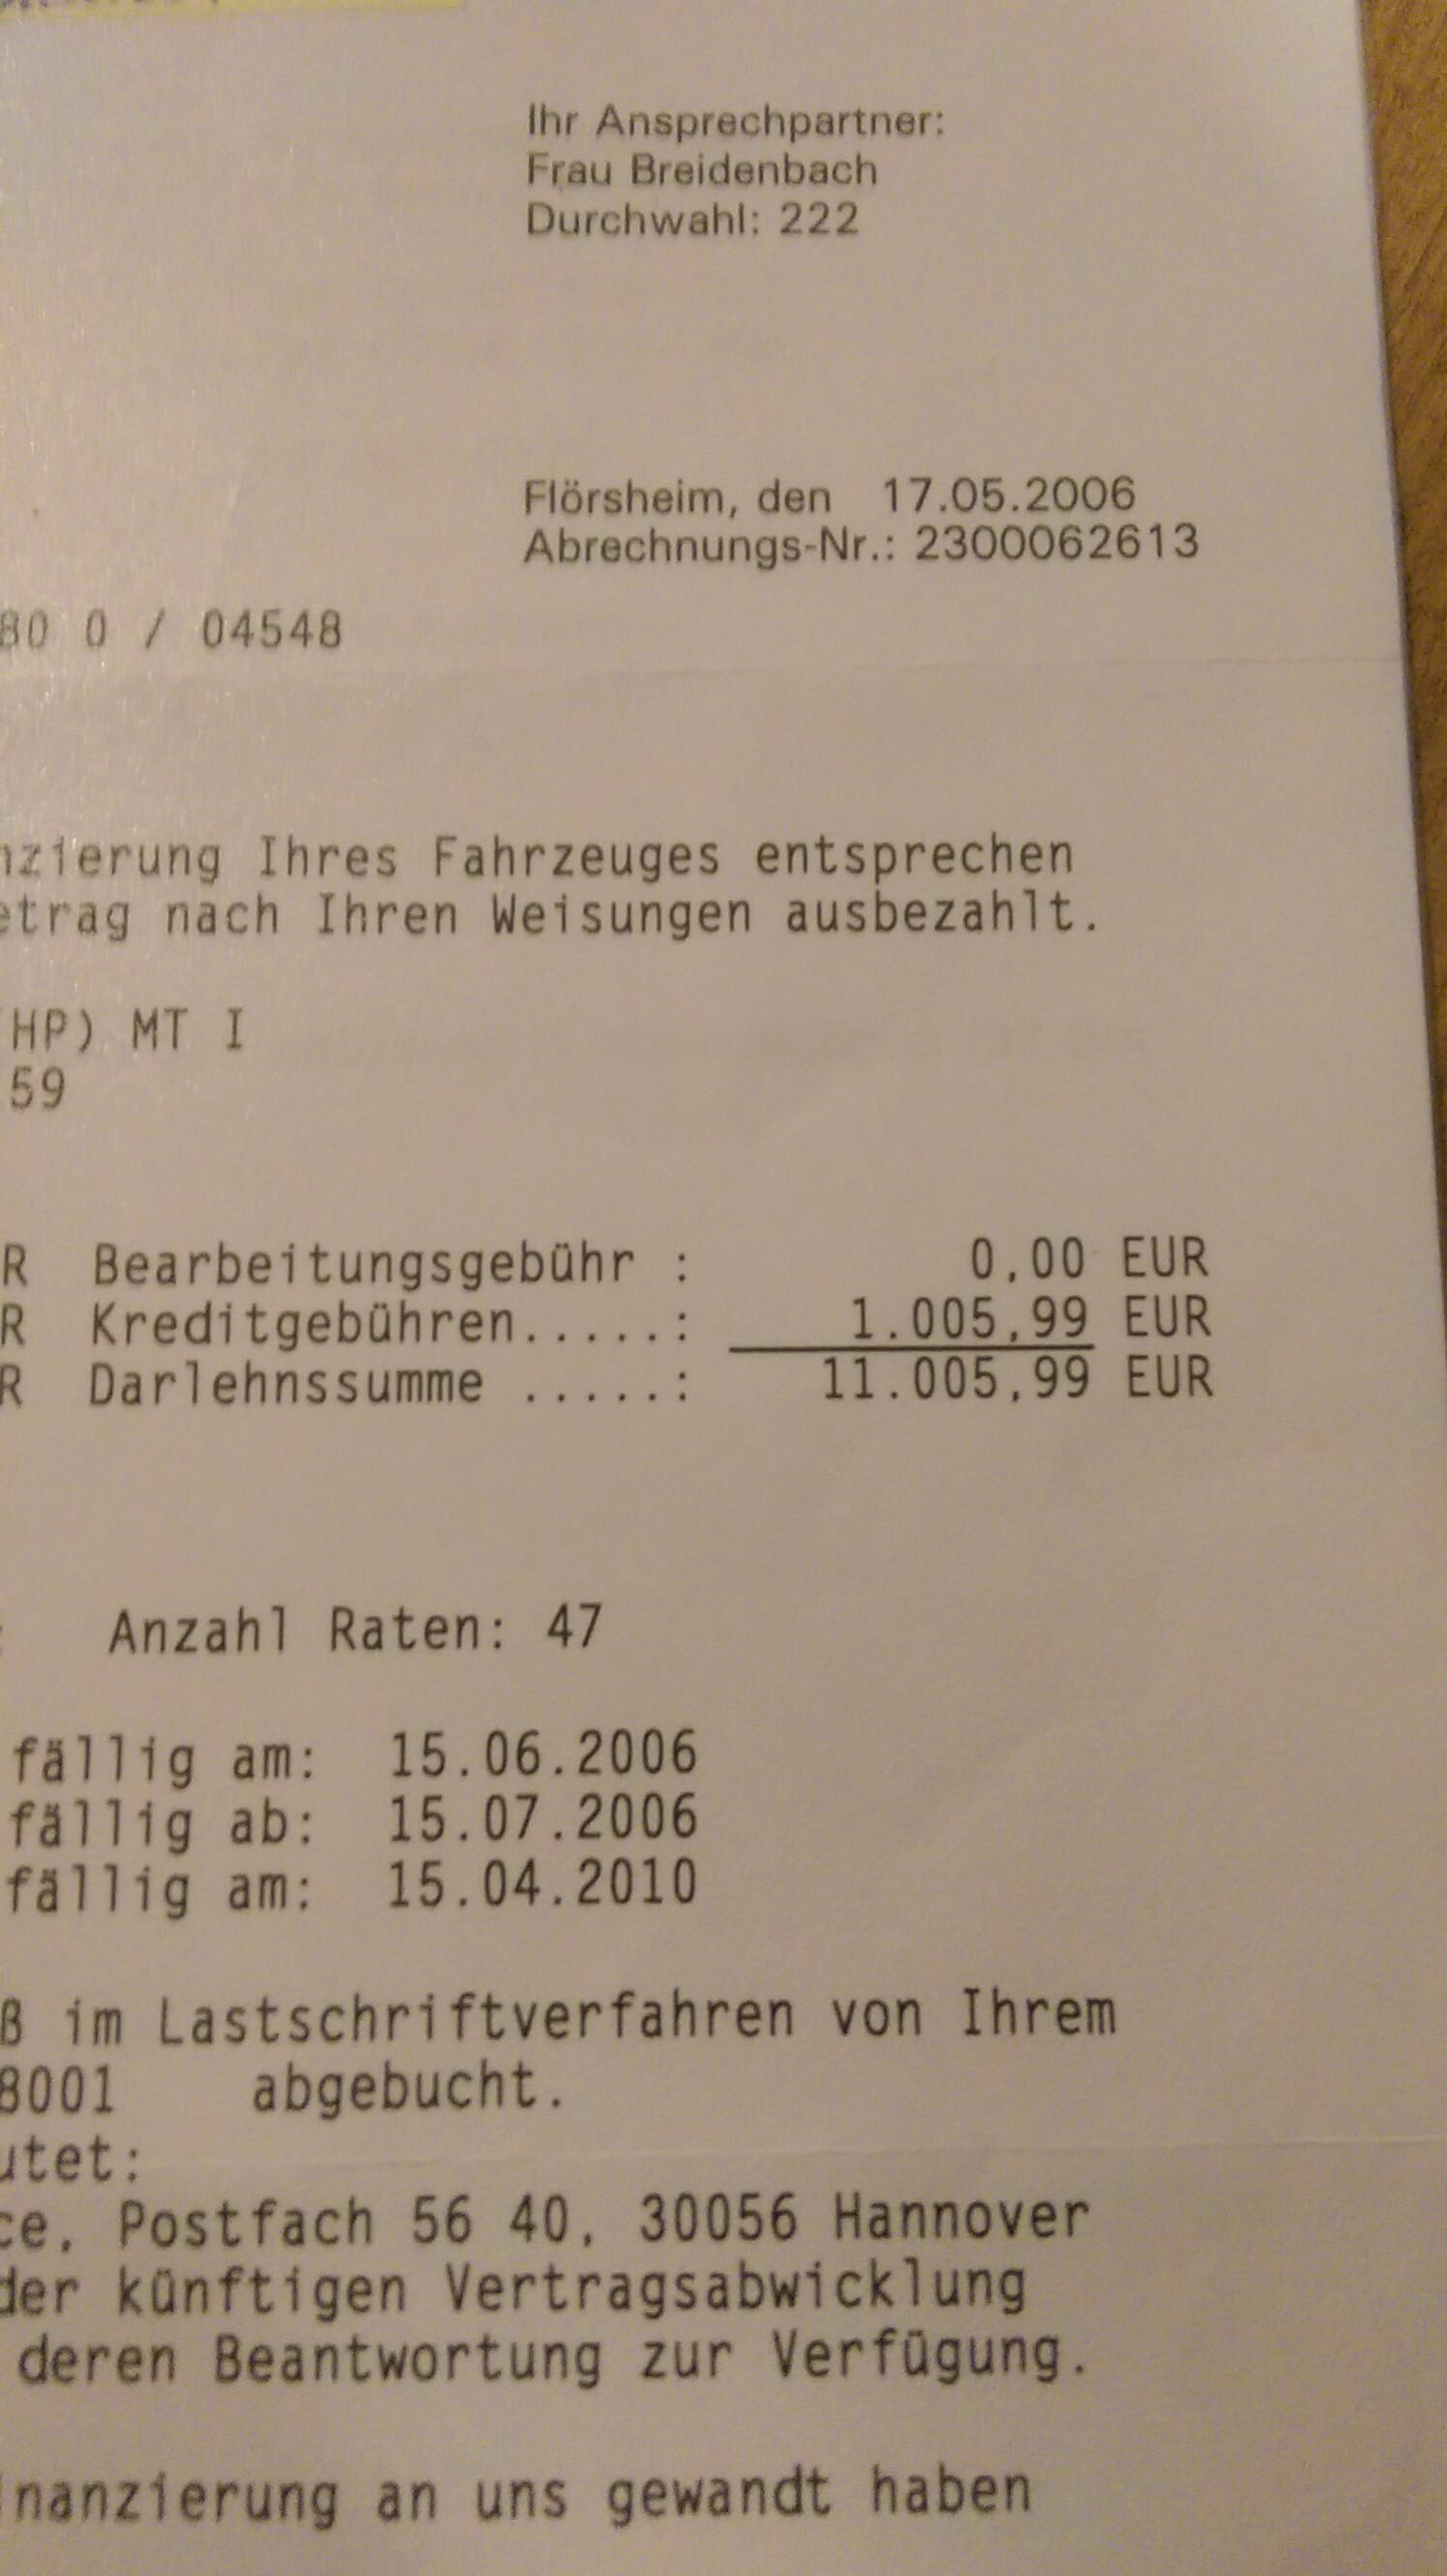 Ihr Ansprechpartner:
Frau Breidenbach
Durchwahl: 222
Flörsheim, den 17.05.2006
Abrechnungs-Nr.: 2300062613
80 0 / 04548
nzierung Ihres Fahrzeuges entsprechen
etrag nach Ihren Weisungen ausbezahlt.
HP) MT I
59
R Bearbeitungsgebühr : 0,00 EUR
R Kreditgebühren.....: 1.005,99 EUR
R Darlehnssumme .....: 11.005,99 EUR
Anzahl Raten: 47
fällig am: 15.06.2006
fällig ab: 15.07.2006
fällig am: 15.04.2010
ß im Lastschriftverfahren von Ihrem
8001 abgebucht.
utet:
ce, Postfach 56 40, 30056 Hannover
der künftigen Vertragsabwicklung
deren Beantwortung zur Verfügung.
nanzierung an uns gewandt haben